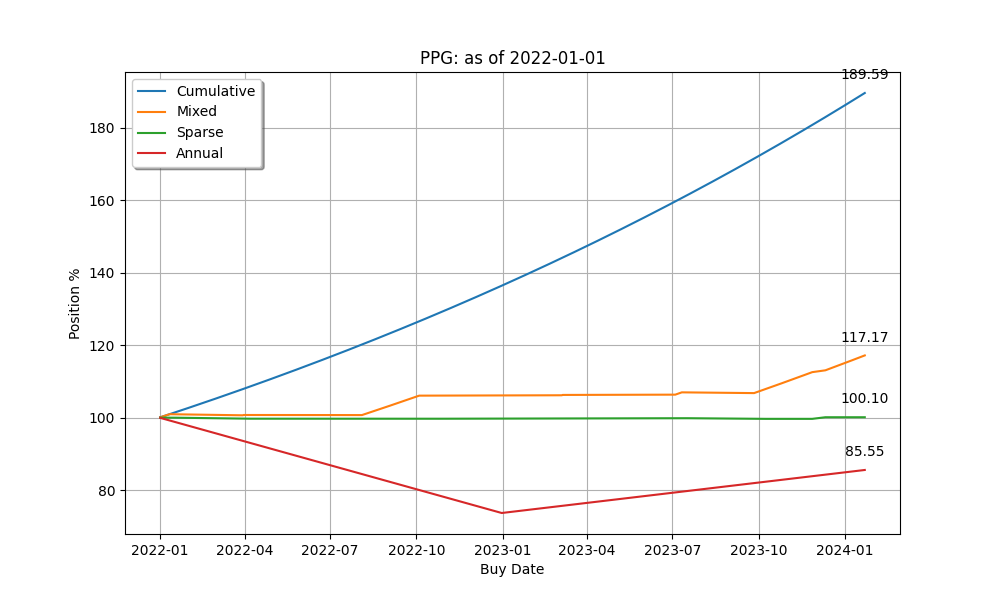 PPG: as of 2022-01-01
Cumulative
Mixed
Sparse
Annual
189.59
117.17
100.10
85.55
180
160
140
120
100
80
Position %
2022-01 2022-04 2022-07 2022-10 2023-01 2023-04 2023-07 2023-10 2024-01
Buy Date